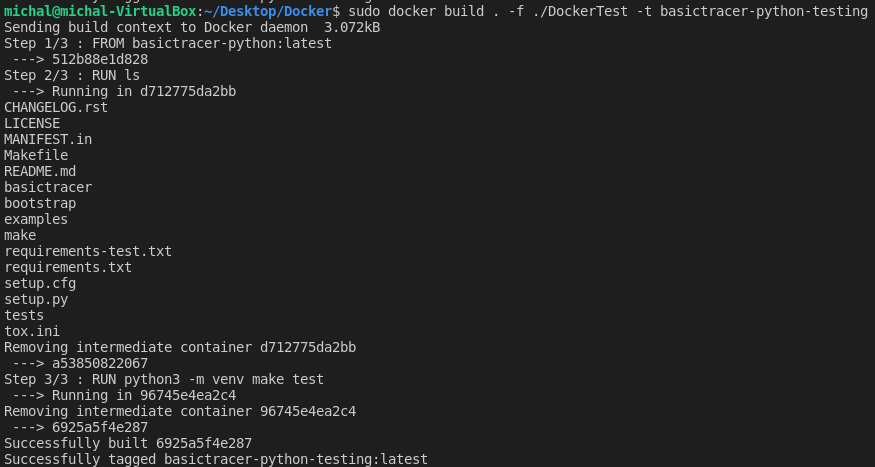 michal@michal-VirtualBox:~/Desktop/Docker$ sudo docker build . -f ./DockerTest -t basictracer-python-testing
Sending build context to Docker daemon  3.072kB
Step 1/3 : FROM basictracer-python:latest
 ---> 512b88e1d828
Step 2/3 : RUN ls
 ---> Running in d712775da2bb
CHANGELOG.rst
LICENSE
MANIFEST.in
Makefile
README.md
basictracer
bootstrap
examples
make
requirements-test.txt
requirements.txt
setup.cfg
setup.py
tests
tox.ini
Removing intermediate container d712775da2bb
 ---> a53850822067
Step 3/3 : RUN python3 -m venv make test
 ---> Running in 96745e4ea2c4
Removing intermediate container 96745e4ea2c4
 ---> 6925a5f4e287
Successfully built 6925a5f4e287
Successfully tagged basictracer-python-testing:latest